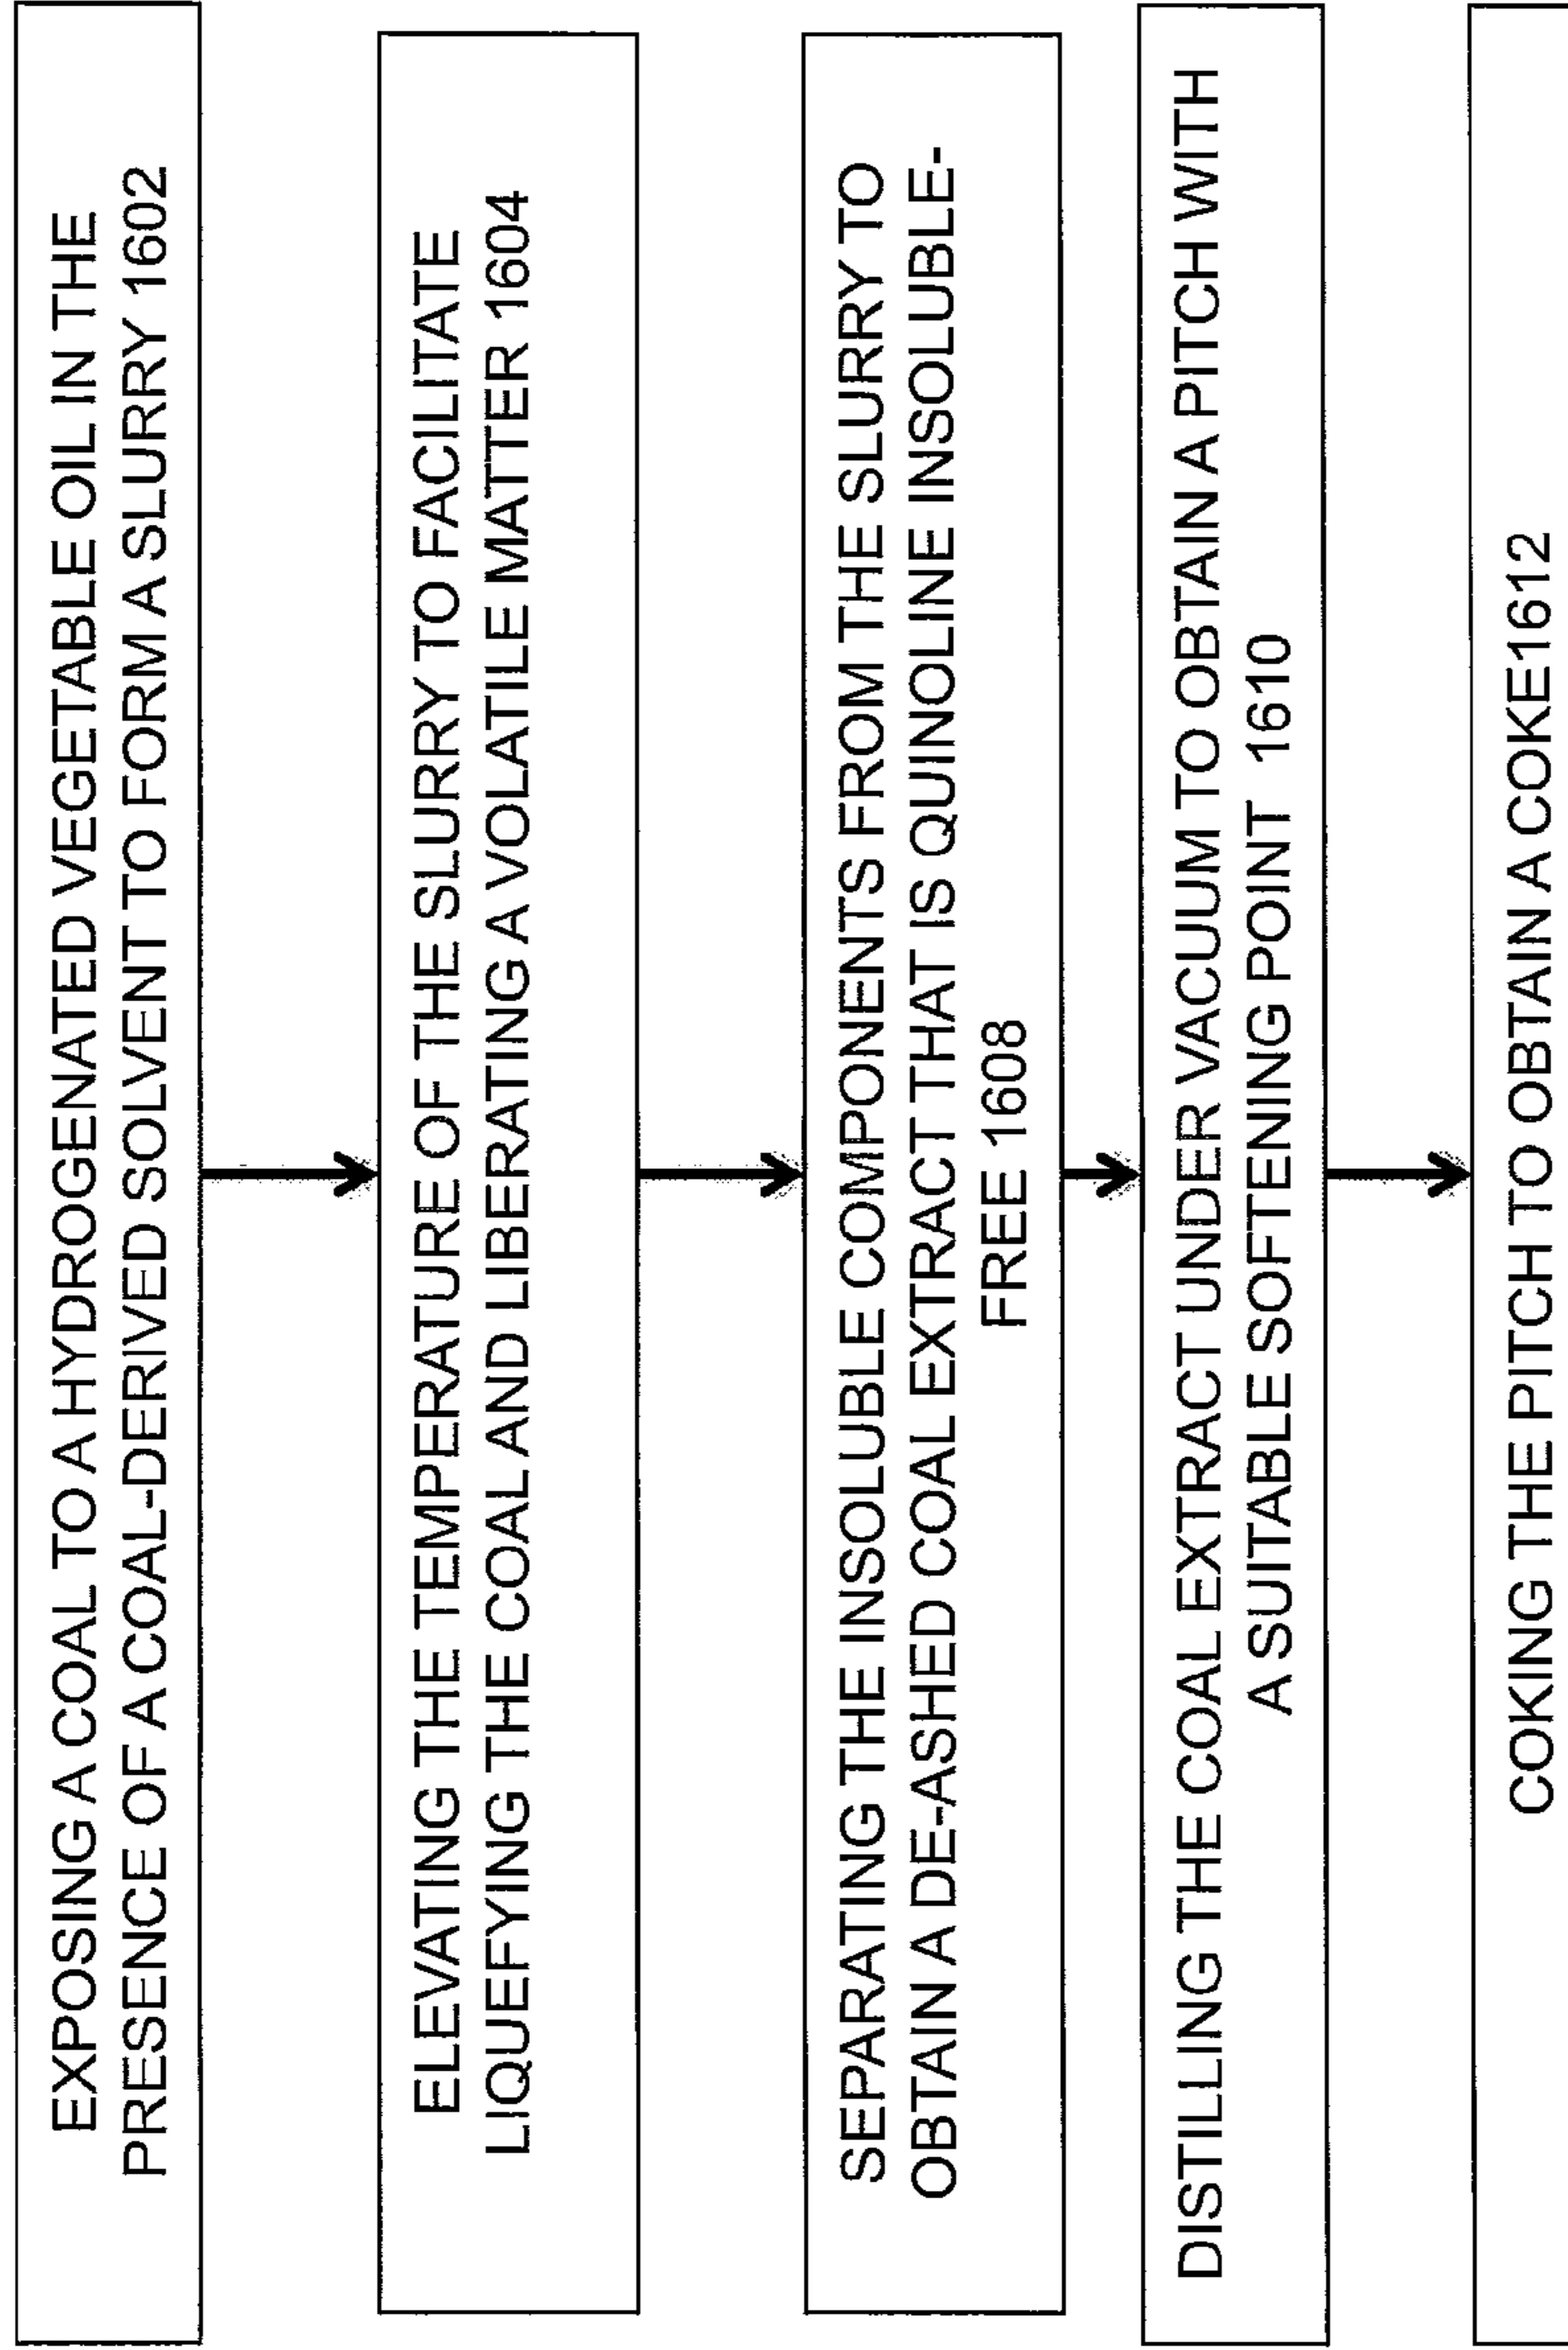 EXPOSING A COAL TO A HYDROGENATED VEGETABLE OIL IN THE
PRESENCE OF A COAL-DERIVED SOLVENT TO FORM A SLURRY 1602
ELEVATING THE TEMPERATURE OF THE SLURRY TO FACILITATE
LIQUEFYING THE COAL AND LIBERATING A VOLATILE MATTER 1604
SEPARATING THE INSOLUBLE COMPONENTS FROM THE SLURRY TO
OBTAIN A DE-ASHED COAL EXTRACT THAT IS QUINOLINE INSOLUBLE-
FREE 1608
DISTILLING THE COAL EXTRACT UNDER VACUUM TO OBTAIN A PITCH WITH
A SUITABLE SOFTENING POINT 1610
COKING THE PITCH TO OBTAIN A COKE1612